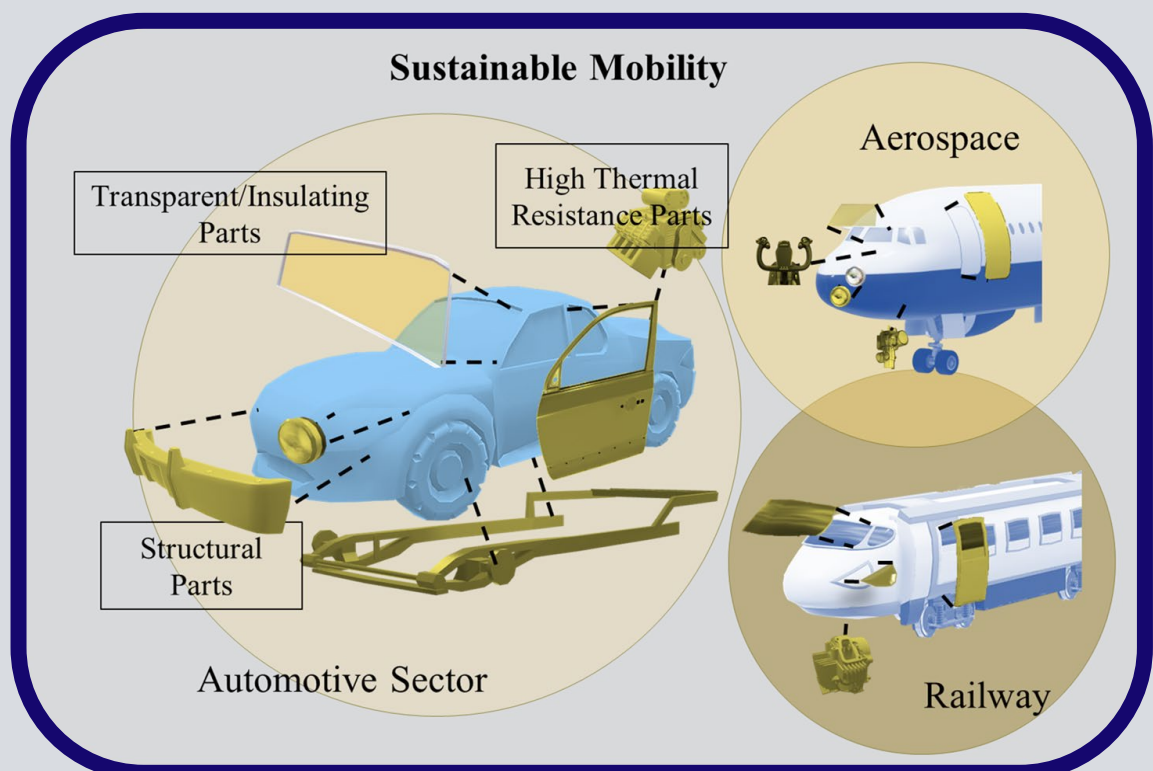 Sustainable Mobility
Transparent/Insulating
Parts
High Thermal
Resistance Parts
Structural
Parts
Automotive Sector
Aerospace
Railway